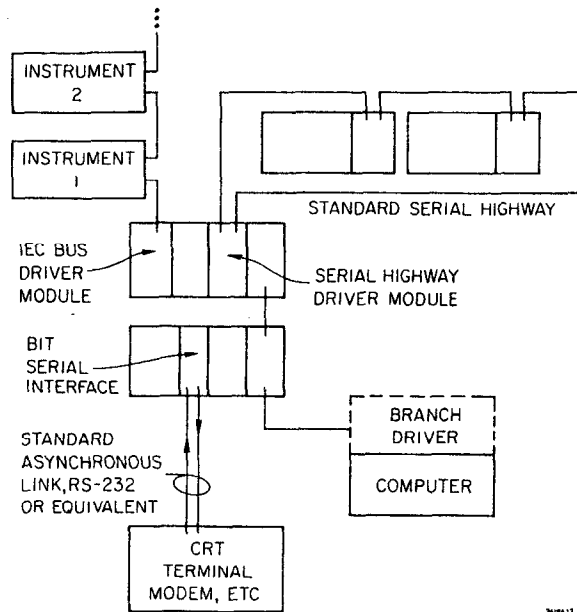 INSTRUMENT
2
INSTRUMENT
1
STANDARD SERIAL HIGHWAY
IEC BUS
DRIVER
MODULE
SERIAL HIGHWAY
DRIVER MODULE
BIT
SERIAL
INTERFACE
BRANCH
DRIVER
COMPUTER
STANDARD
ASYNCHRONOUS
LINK, RS-232
OR EQUIVALENT
CRT
TERMINAL
MODEM, ETC